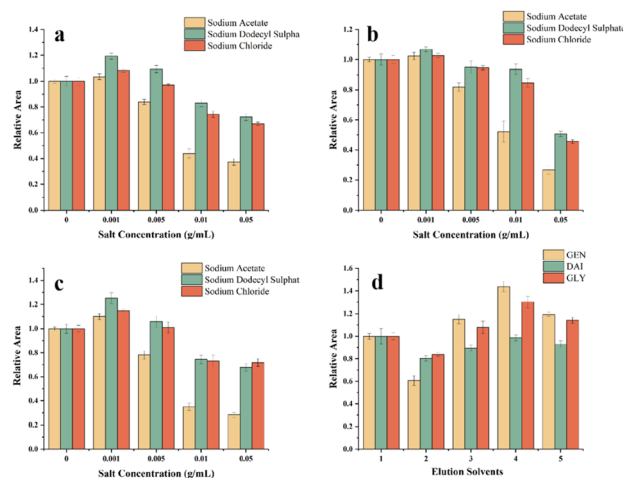 a
Sodium Acetate
Sodium Dodecyl Sulpha
Sodium Chloride
1.4
1.2
1.0
0.8
0.6
0.4
0.2
0.0
Relative Area
0 0.001 0.005 0.01 0.05
Salt Concentration (g/mL)
b
Sodium Acetate
Sodium Dodecyl Sulphate
Sodium Chloride
1.2
1.0
0.8
0.6
0.4
0.2
0.0
Relative Area
0 0.001 0.005 0.01 0.05
Salt Concentration (g/mL)
c
Sodium Acetate
Sodium Dodecyl Sulphat
Sodium Chloride
1.4
1.2
1.0
0.8
0.6
0.4
0.2
0.0
Relative Area
0 0.001 0.005 0.01 0.05
Salt Concentration (g/mL)
d
GEN
DAI
GLY
1.6
1.4
1.2
1.0
0.8
0.6
0.4
0.2
0.0
Relative Area
1 2 3 4 5
Elution Solvents